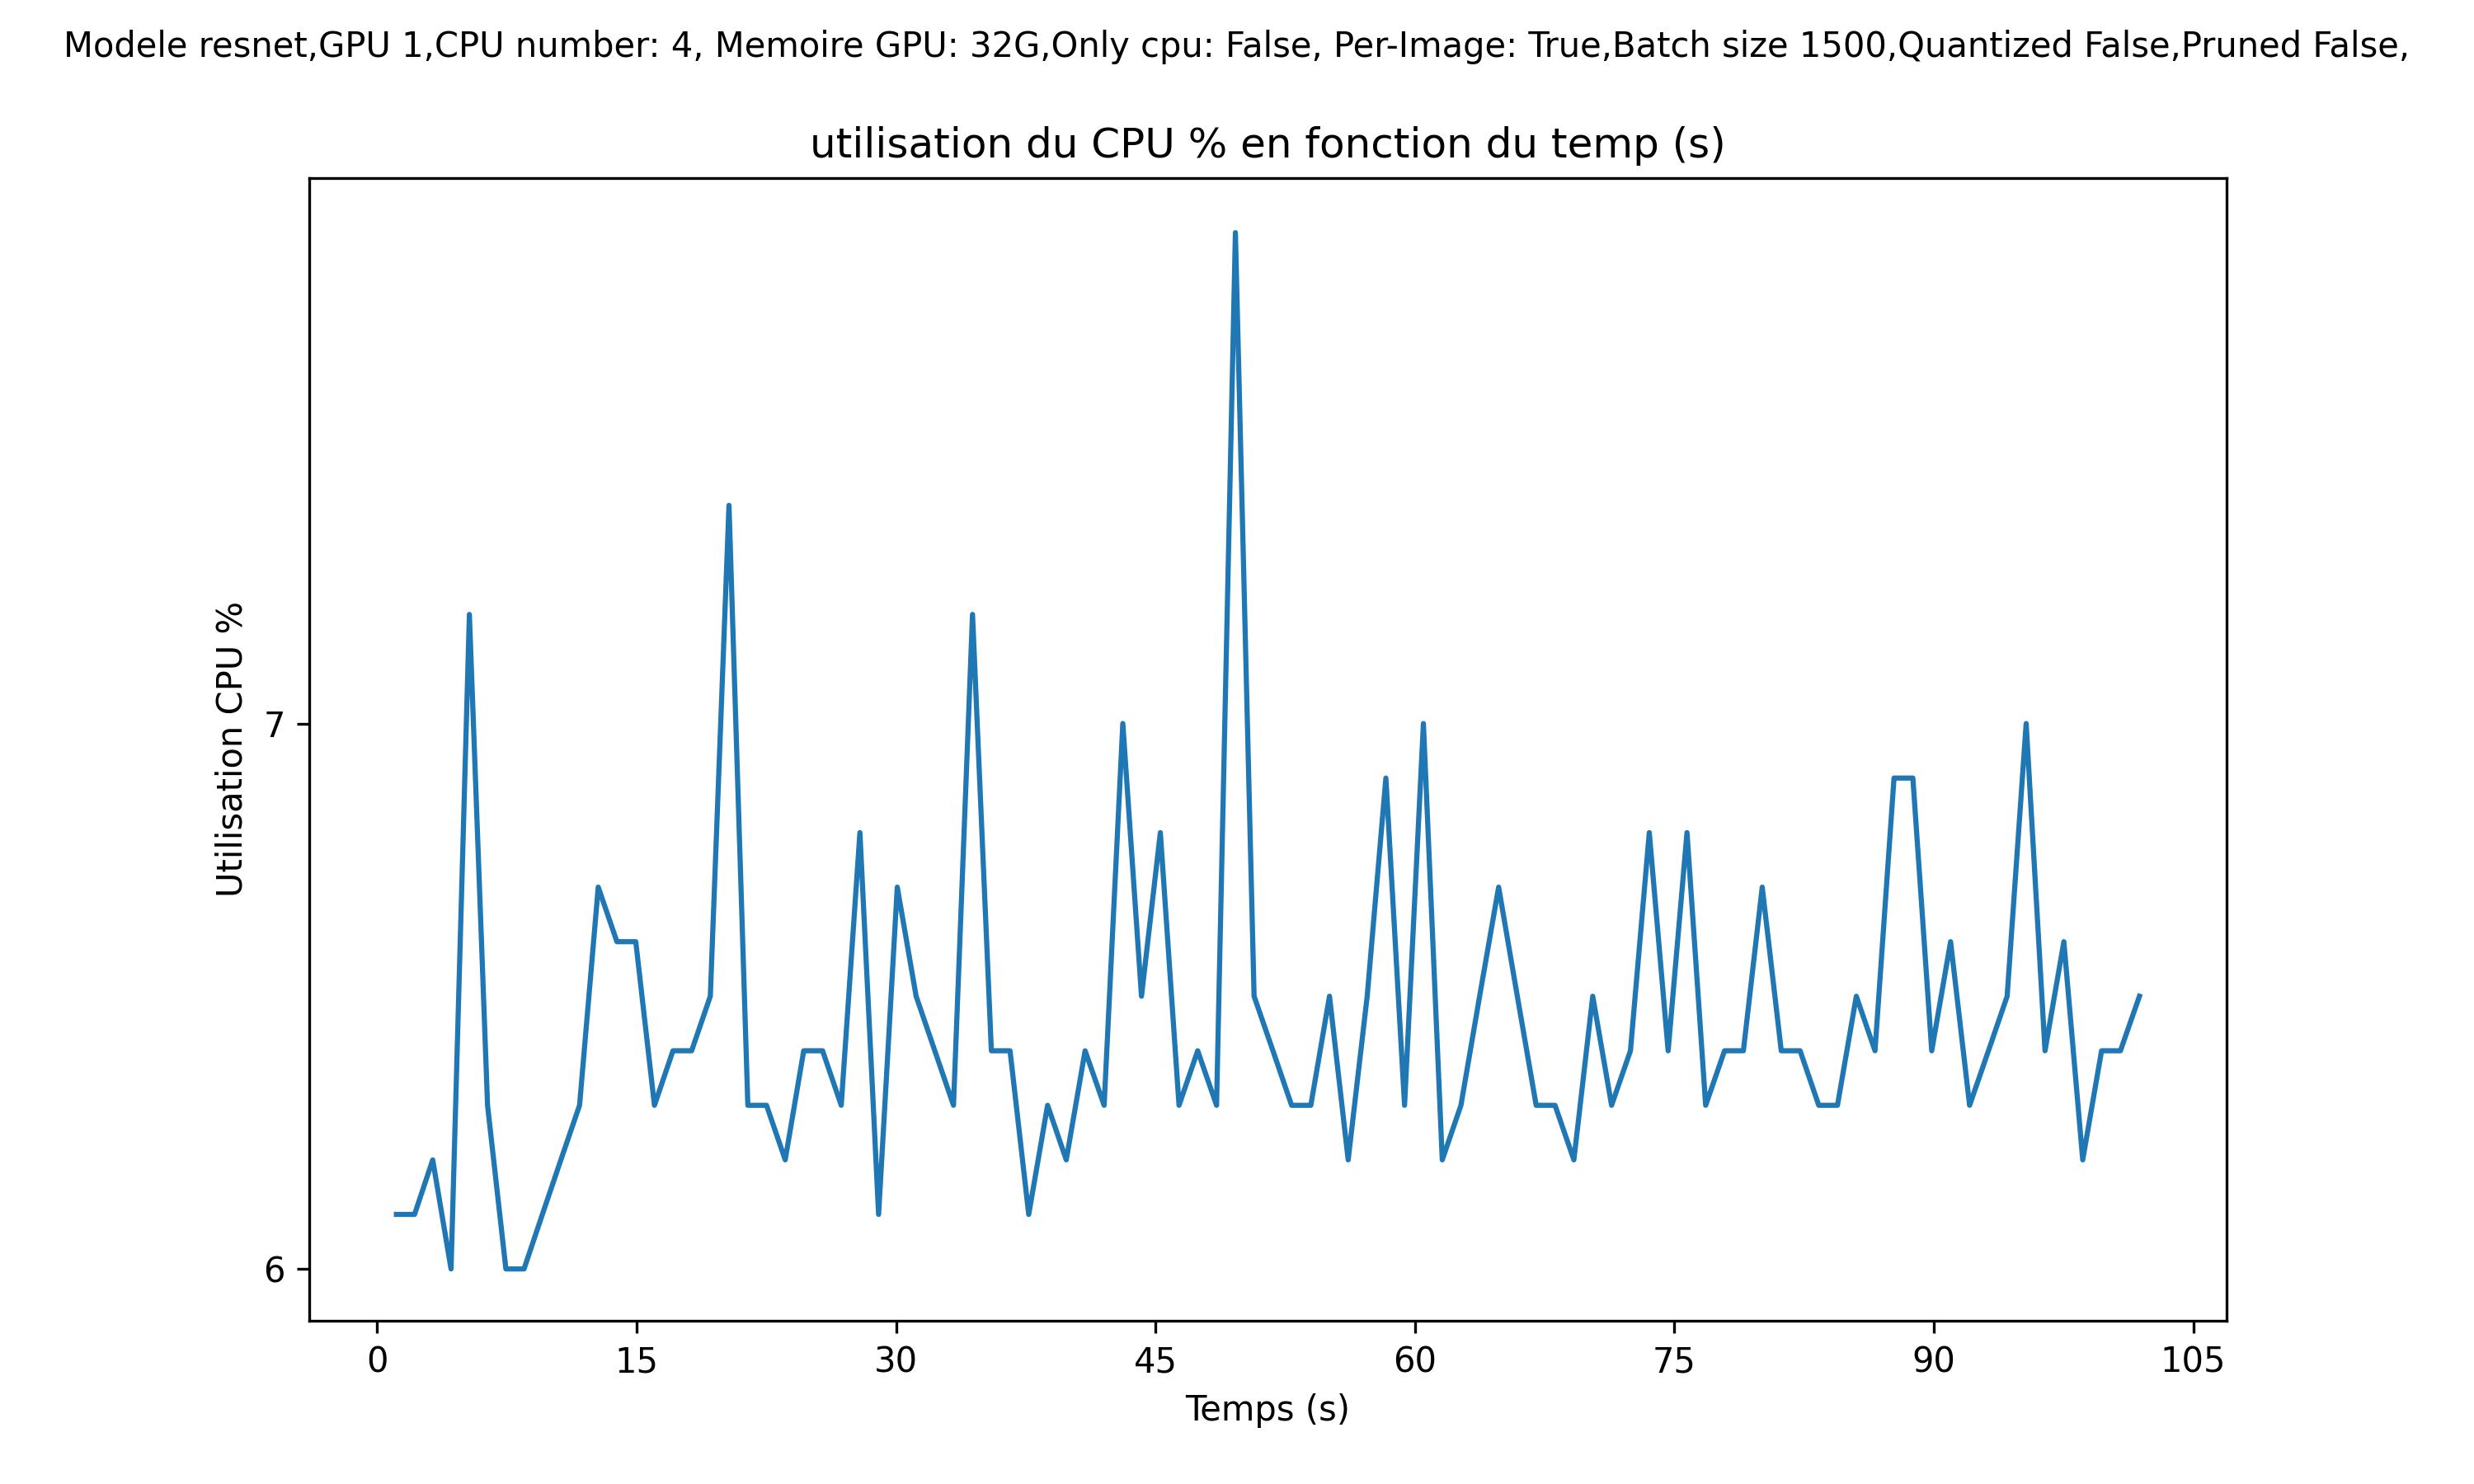 Modele resnet,GPU 1,CPU number: 4, Memoire GPU: 32G,Only cpu: False, Per-Image: True,Batch size 1500,Quantized False,Pruned False,
utilisation du CPU % en fonction du temp (s)
Utilisation CPU %
7
6
0 15 30 45 60 75 90 105
Temps (s)